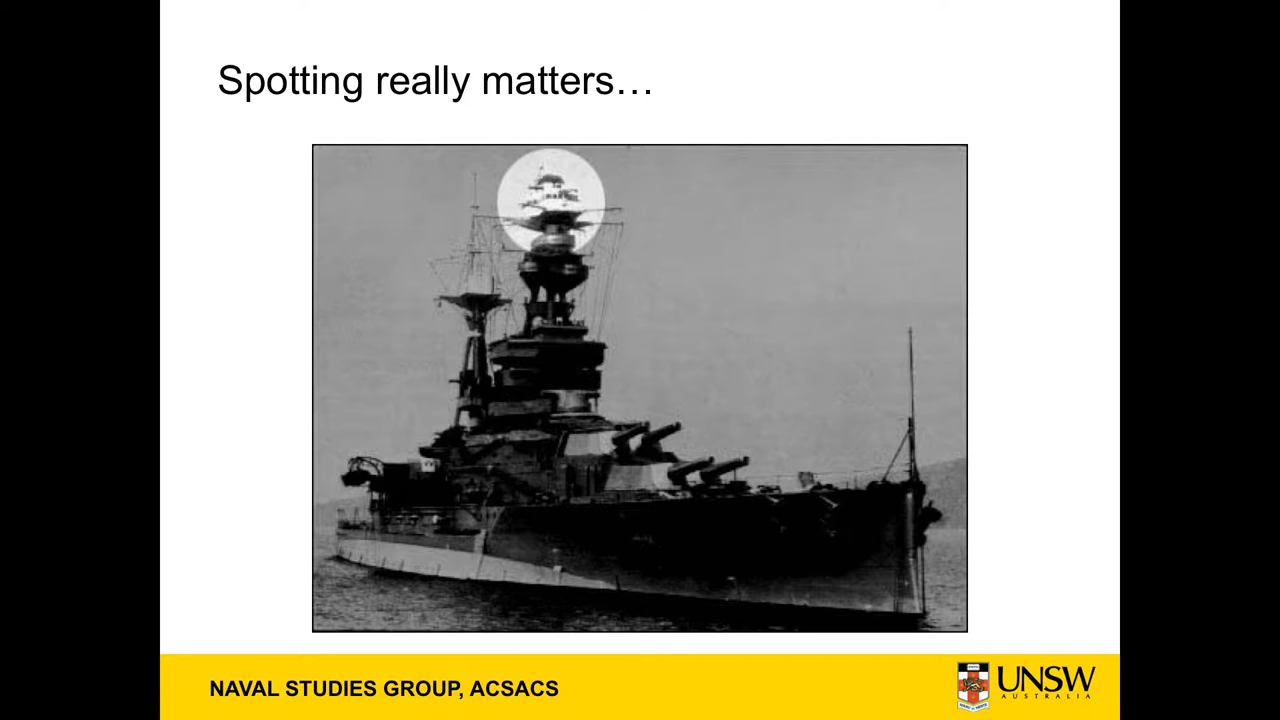 Spotting really matters…
NAVAL STUDIES GROUP, ACSACS
UNSW
AUSTRALIA